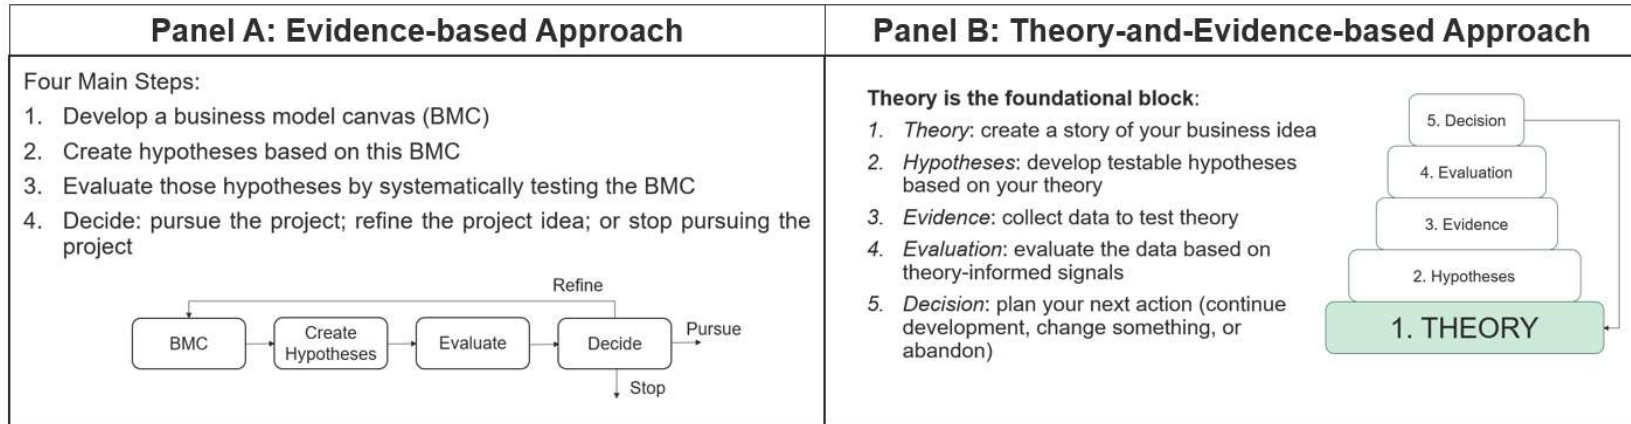 Panel A: Evidence-based Approach
Four Main Steps:
1. Develop a business model canvas (BMC)
2. Create hypotheses based on this BMC
3. Evaluate those hypotheses by systematically testing the BMC
4. Decide: pursue the project; refine the project idea; or stop pursuing the
project
Refine
BMC
Create
Hypotheses
Evaluate
Decide
Pursue
Stop
Panel B: Theory-and-Evidence-based Approach
Theory is the foundational block:
1. Theory: create a story of your business idea
2. Hypotheses: develop testable hypotheses
based on your theory
3. Evidence: collect data to test theory
4. Evaluation: evaluate the data based on
theory-informed signals
5. Decision: plan your next action (continue
development, change something, or
abandon)
5. Decision
4. Evaluation
3. Evidence
2. Hypotheses
1. THEORY